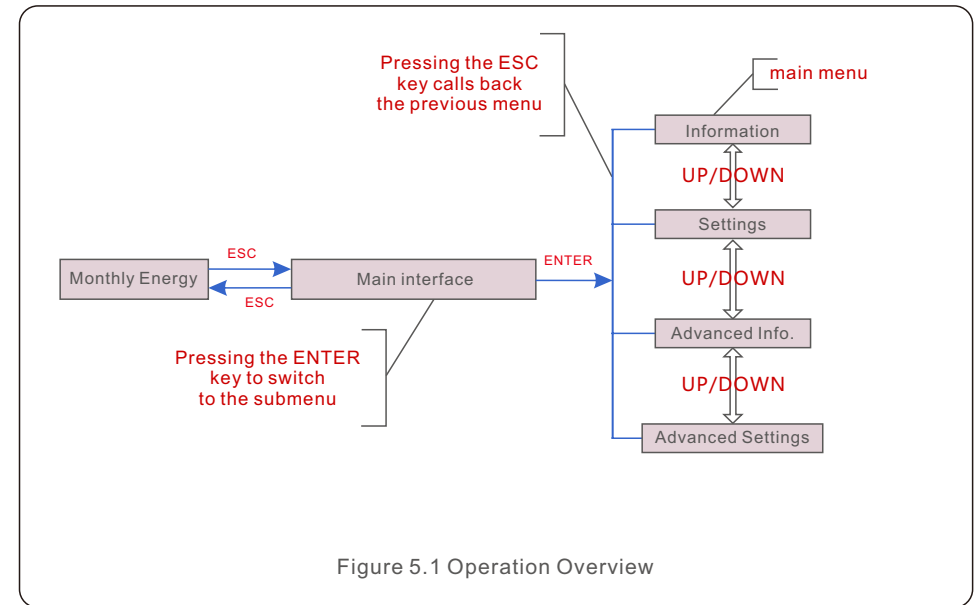 Pressing the ESC
key calls back
the previous menu
main menu
Information
UP/DOWN
Settings
UP/DOWN
Advanced Info.
UP/DOWN
Advanced Settings
Monthly Energy
ESC
ESC
Main interface
ENTER
Pressing the ENTER
key to switch
to the submenu
Figure 5.1 Operation Overview